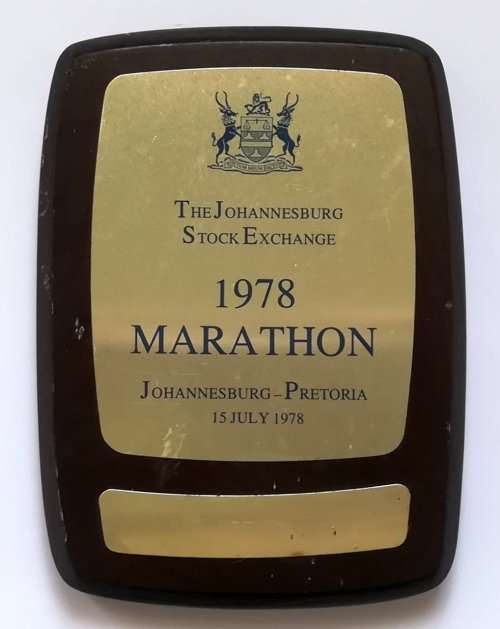 THE JOHANNESBURG
STOCK EXCHANGE
1978
MARATHON
JOHANNESBURG – PRETORIA
15 JULY 1978